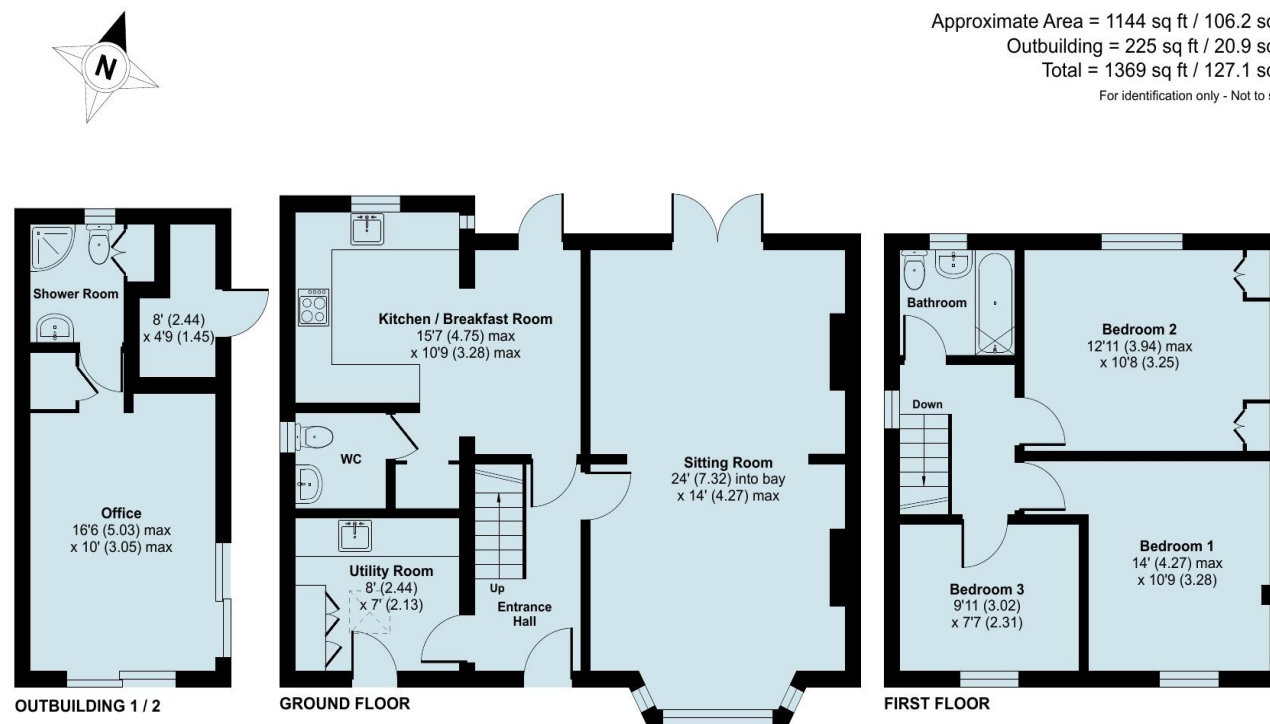 N
Approximate Area = 1144 sq ft / 106.2 sq
Outbuilding = 225 sq ft / 20.9 sq
Total = 1369 sq ft / 127.1 sq
For identification only - Not to s
Shower Room
8' (2.44)
x 4'9 (1.45)
Office
16'6 (5.03) max
x 10' (3.05) max
OUTBUILDING 1 / 2
Kitchen / Breakfast Room
15'7 (4.75) max
x 10'9 (3.28) max
WC
Utility Room
8' (2.44)
x 7' (2.13)
Up
Entrance
Hall
Sitting Room
24' (7.32) into bay
x 14' (4.27) max
GROUND FLOOR
Bathroom
Down
Bedroom 2
12'11 (3.94) max
x 10'8 (3.25)
Bedroom 1
14' (4.27) max
x 10'9 (3.28)
Bedroom 3
9'11 (3.02)
x 7'7 (2.31)
FIRST FLOOR